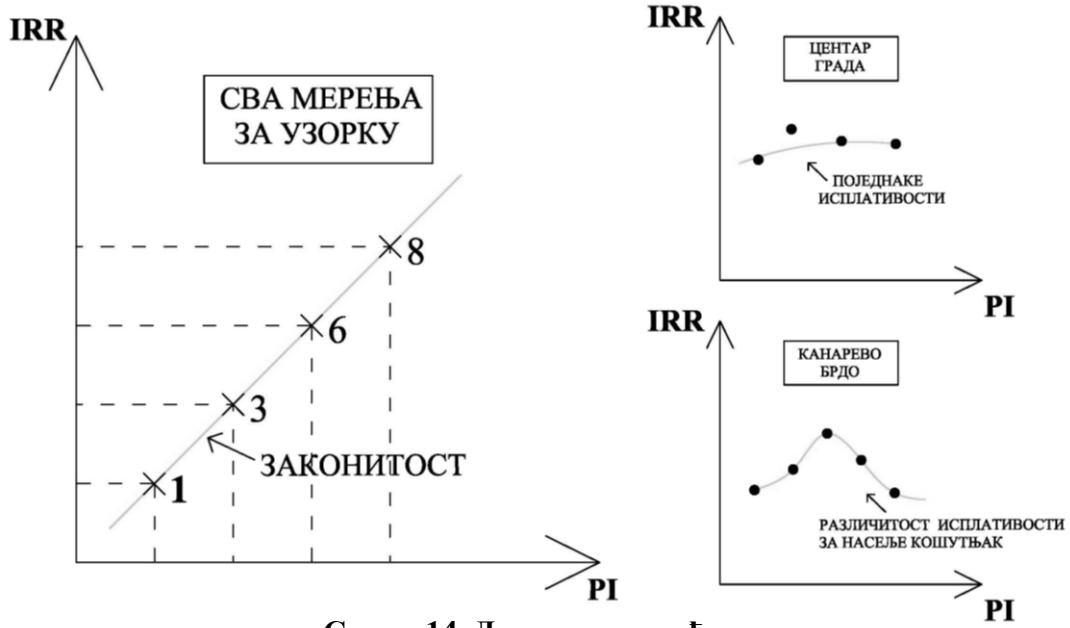 IRR
СВА МЕРЕЊА
ЗА УЗОРКУ
8
6
3
1
ЗАКОНИТОСТ
PI
IRR
ЦЕНТАР
ГРАДА
ПОЈЕДНАКЕ
ИСПЛАТИВОСТИ
PI
IRR
КАНАРЕВО
БРДО
РАЗЛИЧИТОСТ ИСПЛАТИВОСТИ
ЗА НАСЕЉЕ КОШУТЊАК
PI
14